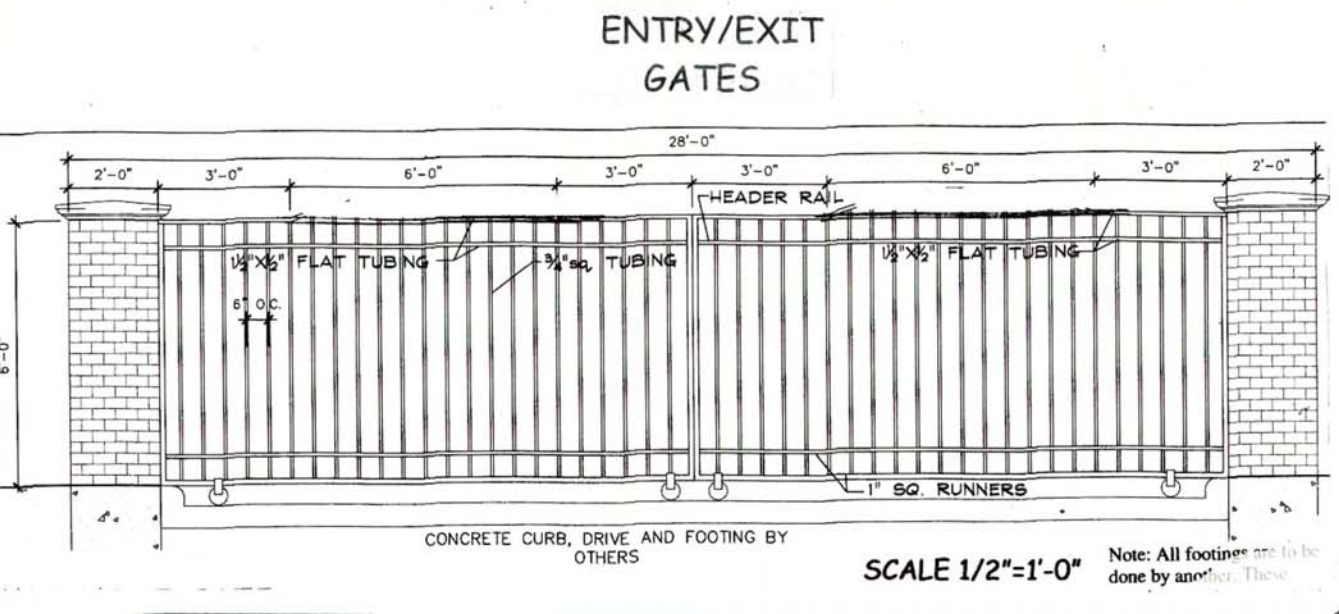 ENTRY/EXIT
GATES
28'-0"
2'-0" 3'-0" 6'-0" 3'-0" 3'-0" 6'-0" 3'-0" 2'-0"
HEADER RAIL
1½"X½" FLAT TUBING ¾"sq. TUBING 1½"X½" FLAT TUBING
6" O.C.
6'-0"
1" SQ. RUNNERS
CONCRETE CURB, DRIVE AND FOOTING BY
OTHERS
SCALE 1/2"=1'-0"
Note: All footings are to be
done by another. These